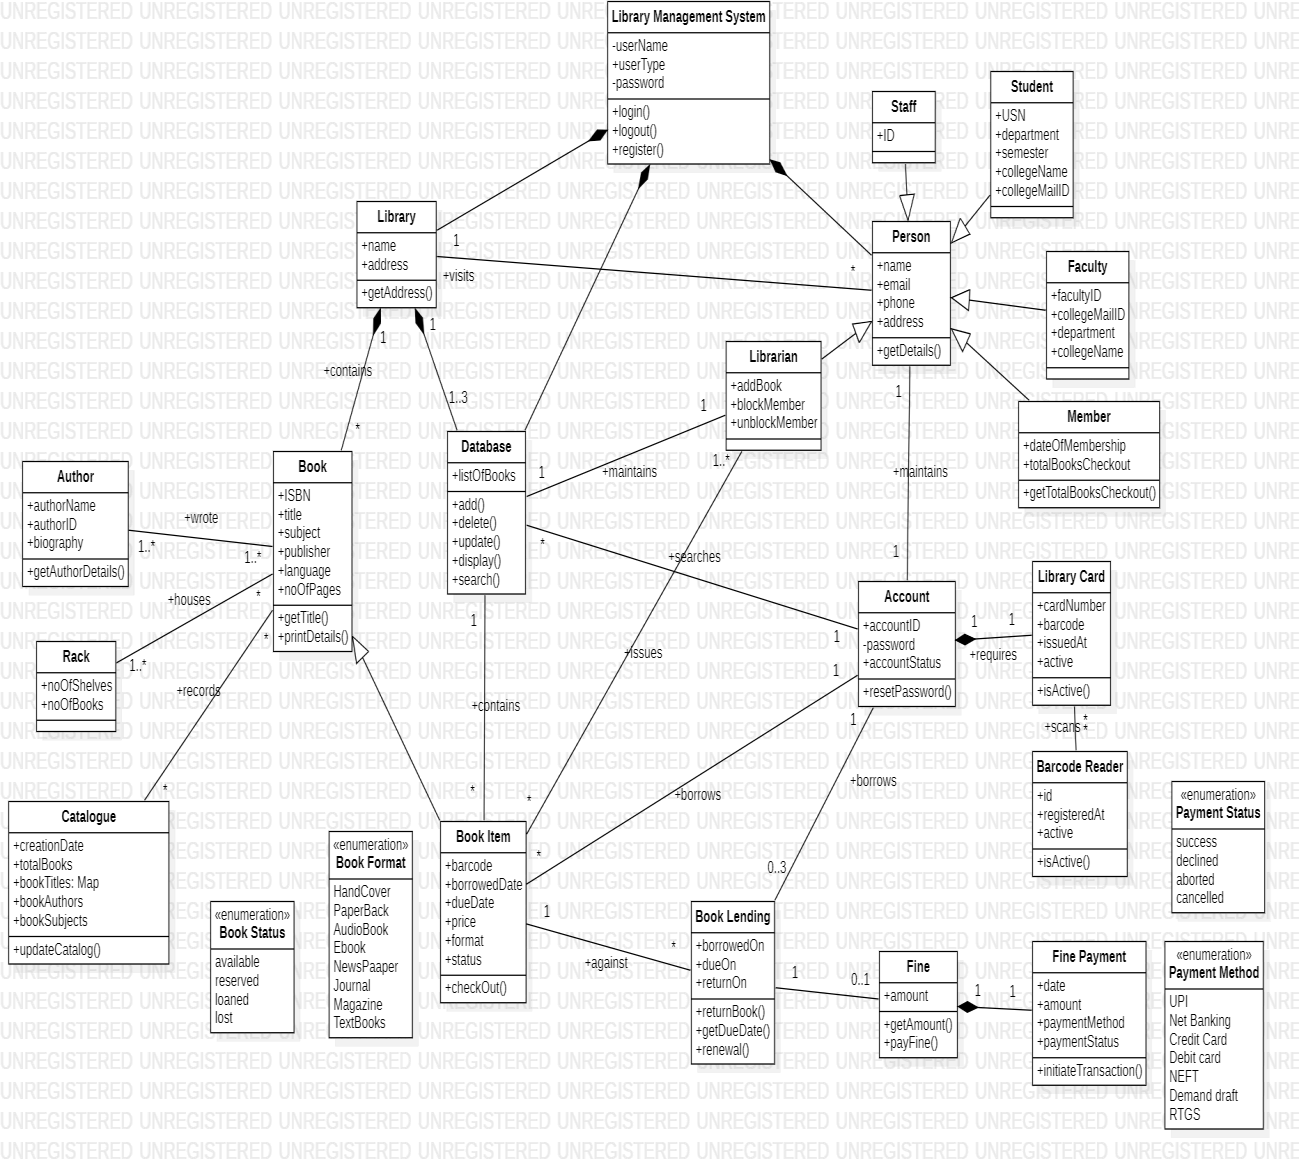 Library Management System
-userName
+userType
-password
+login()
+logout()
+register()
Staff
+ID
Student
+USN
+department
+semester
+collegeName
+collegeMailID
Library
+name
+address
+getAddress()
1
+visits
*
Person
+name
+email
+phone
+address
+getDetails()
Faculty
+facultyID
+collegeMailID
+department
+collegeName
1
1
+contains
*
1..3
Librarian
+addBook
+blockMember
+unblockMember
1
1..*
1
+maintains
1
+maintains
1
Member
+dateOfMembership
+totalBooksCheckout
+getTotalBooksCheckout()
Author
+authorName
+authorID
+biography
+getAuthorDetails()
+wrote
1..*
1..*
Book
+ISBN
+title
+subject
+publisher
+language
+noOfPages
+getTitle()
+printDetails()
Database
+listOfBooks
+add()
+delete()
+update()
+display()
+search()
*
+searches
1
+houses
*
1..*
Rack
+noOfShelves
+noOfBooks
*
+records
*
1
+contains
*
+issues
*
Account
+accountID
-password
+accountStatus
+resetPassword()
1
1
+requires
Library Card
+cardNumber
+barcode
+issuedAt
+active
+isActive()
*
+scans
*
1
+borrows
*
1
+borrows
0..3
Barcode Reader
+id
+registeredAt
+active
+isActive()
«enumeration»
Payment Status
success
declined
aborted
cancelled
Catalogue
+creationDate
+totalBooks
+bookTitles: Map
+bookAuthors
+bookSubjects
+updateCatalog()
«enumeration»
Book Status
available
reserved
loaned
lost
«enumeration»
Book Format
HandCover
PaperBack
AudioBook
Ebook
NewsPaaper
Journal
Magazine
TextBooks
Book Item
+barcode
+borrowedDate
+dueDate
+price
+format
+status
+checkOut()
1
+against
*
Book Lending
+borrowedOn
+dueOn
+returnOn
+returnBook()
+getDueDate()
+renewal()
1
0..1
Fine
+amount
+getAmount()
+payFine()
1
1
Fine Payment
+date
+amount
+paymentMethod
+paymentStatus
+initiateTransaction()
«enumeration»
Payment Method
UPI
Net Banking
Credit Card
Debit card
NEFT
Demand draft
RTGS